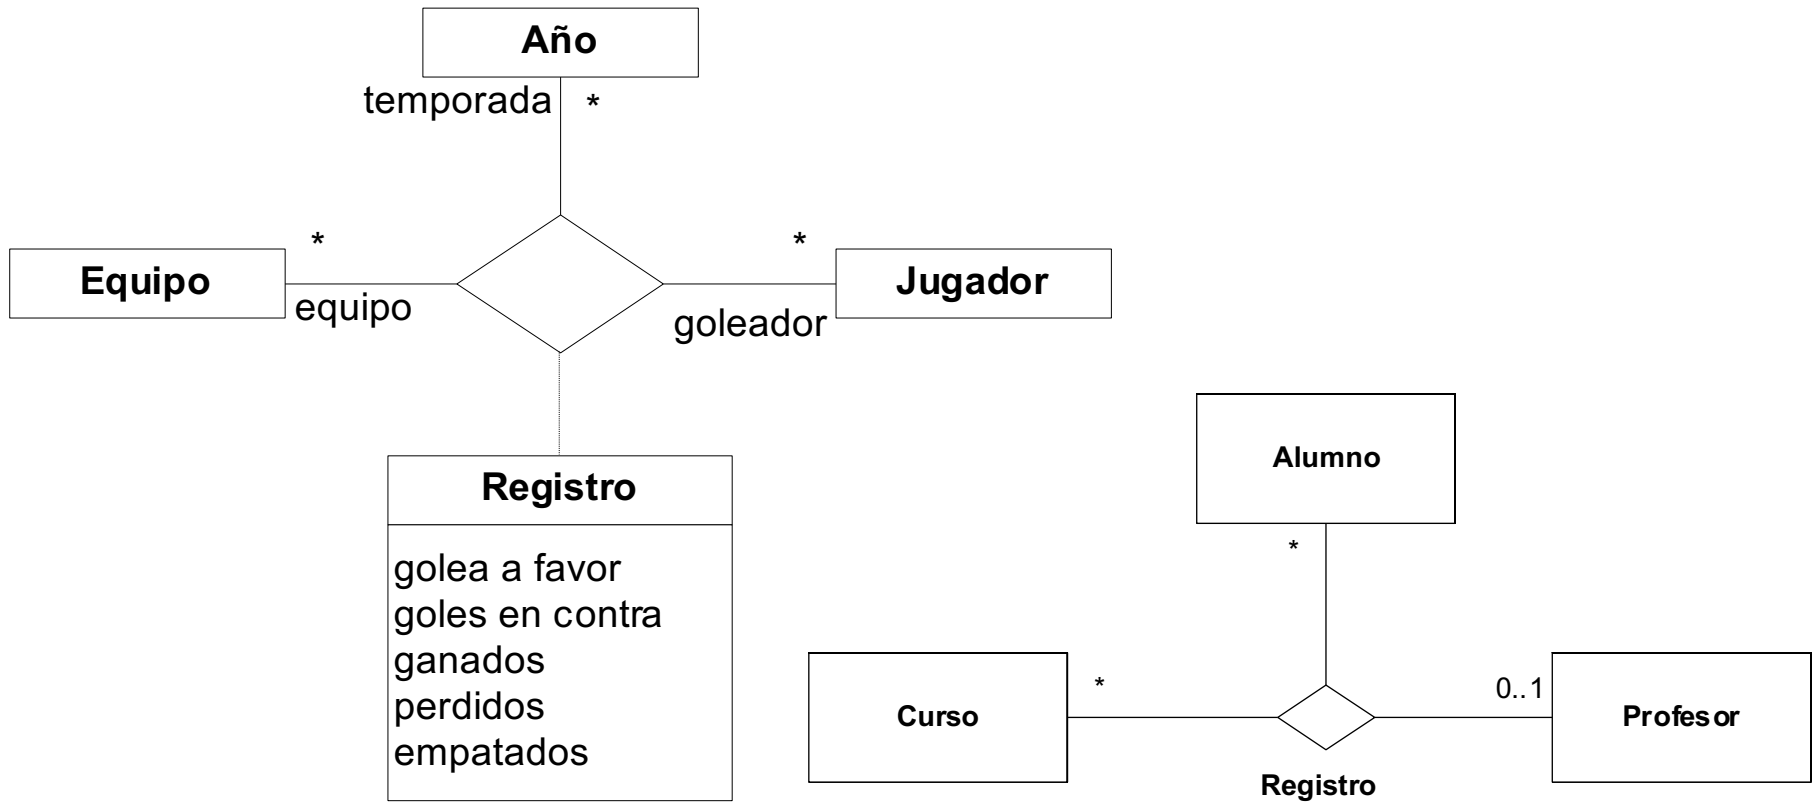 Año
temporada *
* *
Equipo Jugador
equipo goleador
Registro
golea a favor
goles en contra
ganados
perdidos
empatados
Alumno
*
* 0..1
Curso Profesor
Registro